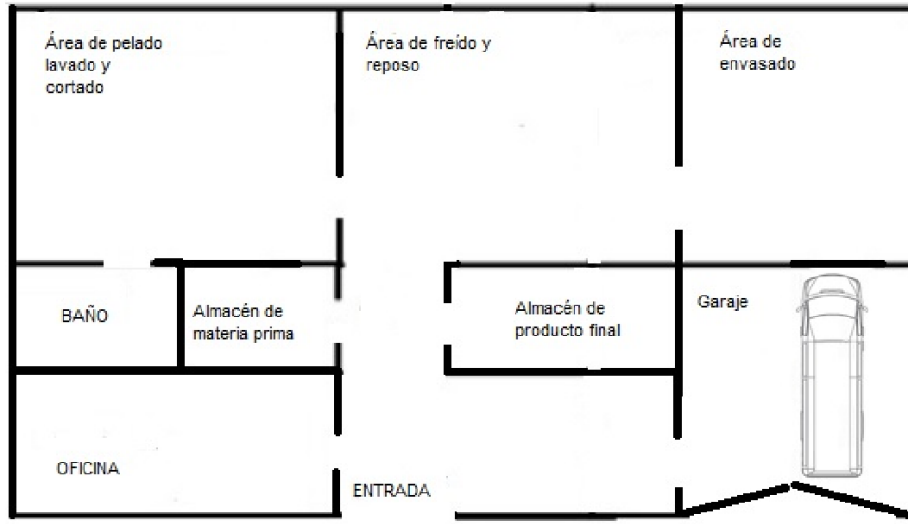 Área de pelado
lavado y
cortado
Área de freído y
reposo
Área de
envasado
BAÑO
Almacén de
materia prima
Almacén de
producto final
Garaje
OFICINA
ENTRADA